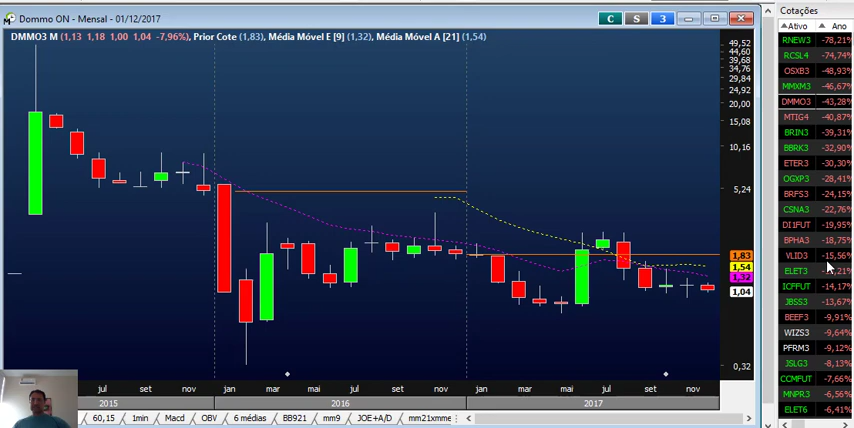 Dommo ON - Mensal - 01/12/2017
C S 3
DMMO3 M (1,13 1,18 1,00 1,04 -7,96%), Prior Cote (1,83), Média Móvel E [9] (1,32), Média Móvel A [21] (1,54)
49,52
44,60
39,68
34,76
29,84
24,92
20,00
15,08
10,16
5,24
1,83
1,54
1,32
1,04
0,32
jul set nov jan mar mai jul set nov jan mar mai jul set nov
2015 2016 2017
60,15 1min Macd OBV 6 médias BB921 mm9 JOE+A/D mm21xmme
Cotações
Ativo Ano
RNEW3 -78,21%
RCSL4 -74,74%
OSXB3 -48,93%
MMXM3 -46,67%
DMMO3 -43,28%
MTIG4 -40,87%
BRIN3 -39,31%
BBRK3 -32,90%
ETER3 -30,30%
OGXP3 -28,41%
BRFS3 -24,15%
CSNA3 -22,76%
DI1FUT -19,95%
BPHA3 -18,75%
VLID3 -15,56%
ELET3
ICFFUT -14,17%
JBSS3 -13,67%
BEEF3 -9,91%
WIZS3 -9,64%
PFRM3 -9,12%
JSLG3 -8,13%
CCMFUT -7,66%
MNPR3 -6,56%
ELET6 -6,41%